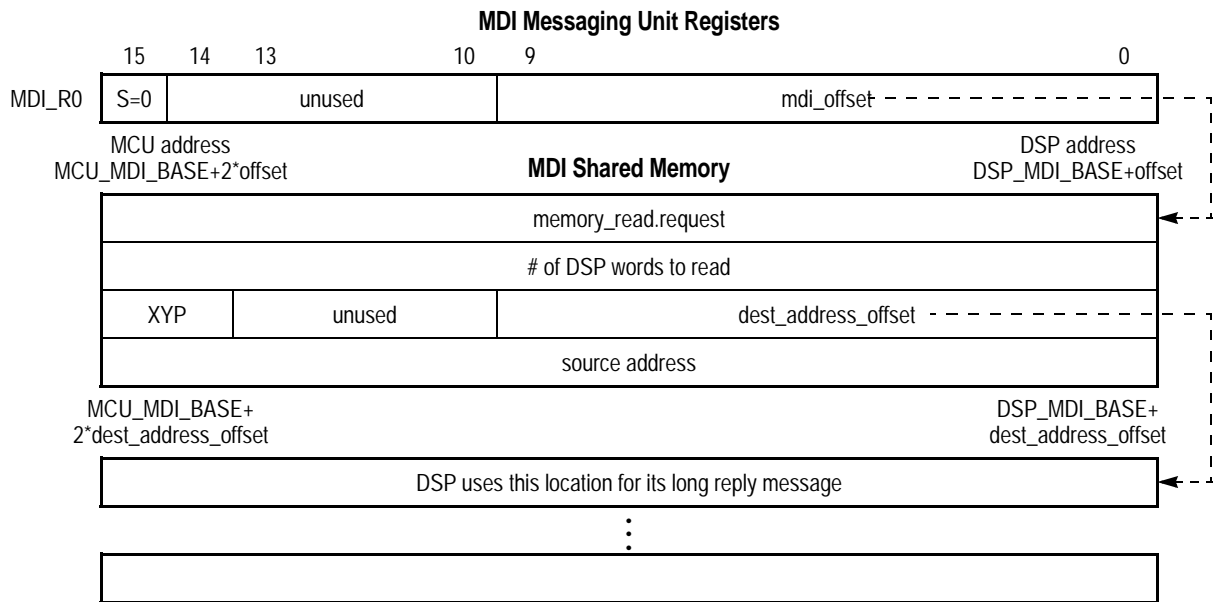 MDI Messaging Unit Registers
15 14 13 10 9 0
MDI_R0 S=0 unused mdi_offset
MCU address DSP address
MCU_MDI_BASE+2*offset MDI Shared Memory DSP_MDI_BASE+offset
memory_read.request
# of DSP words to read
XYP unused dest_address_offset
source address
MCU_MDI_BASE+ DSP_MDI_BASE+
2*dest_address_offset dest_address_offset
DSP uses this location for its long reply message